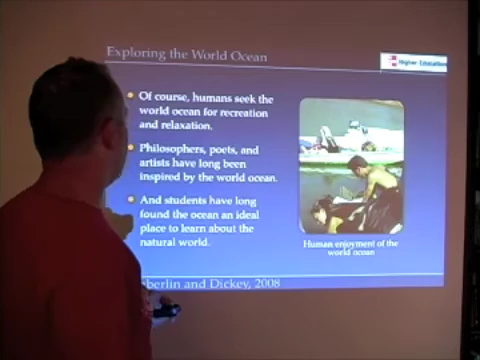 Exploring the World Ocean
Higher Education
Of course, humans seek the
world ocean for recreation
and relaxation.
Philosophers, poets, and
artists have long been
inspired by the world ocean.
And students have long
found the ocean an ideal
place to learn about the
natural world.
Human enjoyment of the
world ocean
and Dickey, 2008